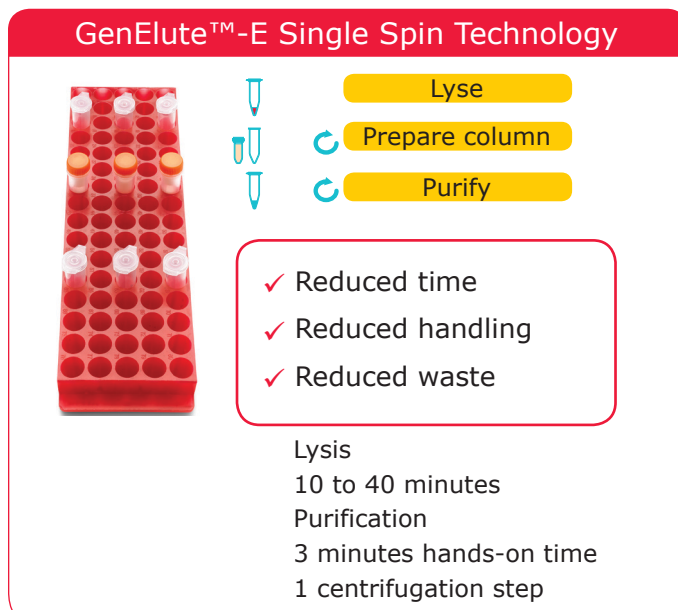 GenElute™-E Single Spin Technology
Lyse
Prepare column
Purify
✓ Reduced time
✓ Reduced handling
✓ Reduced waste
Lysis
10 to 40 minutes
Purification
3 minutes hands-on time
1 centrifugation step